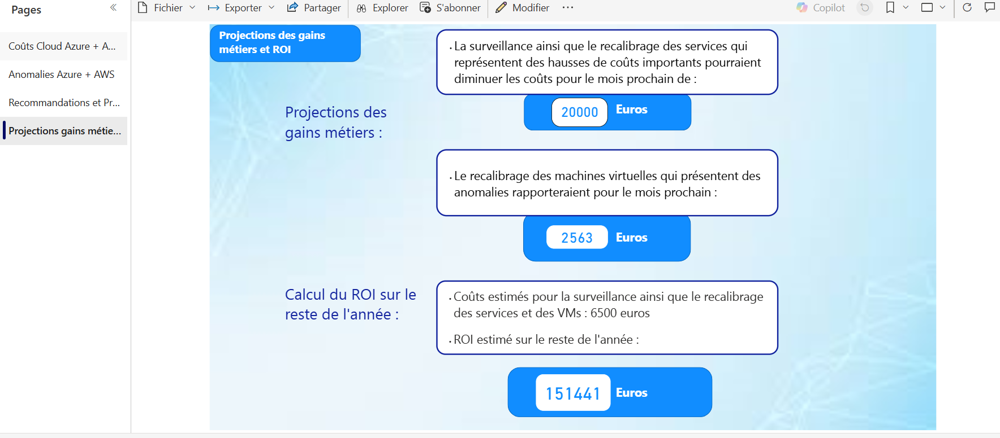 Pages
Fichier
Exporter
Partager
Explorer
S'abonner
Modifier
Copilot
Coûts Cloud Azure + A...
Anomalies Azure + AWS
Recommandations et Pr...
Projections gains métie...
Projections des gains
métiers et ROI
· La surveillance ainsi que le recalibrage des services qui
représentent des hausses de coûts importants pourraient
diminuer les coûts pour le mois prochain de :
Projections des
gains métiers :
20000 Euros
· Le recalibrage des machines virtuelles qui présentent des
anomalies rapporteraient pour le mois prochain :
2563 Euros
Calcul du ROI sur le
reste de l'année :
· Coûts estimés pour la surveillance ainsi que le recalibrage
des services et des VMs : 6500 euros
· ROI estimé sur le reste de l'année :
151441 Euros